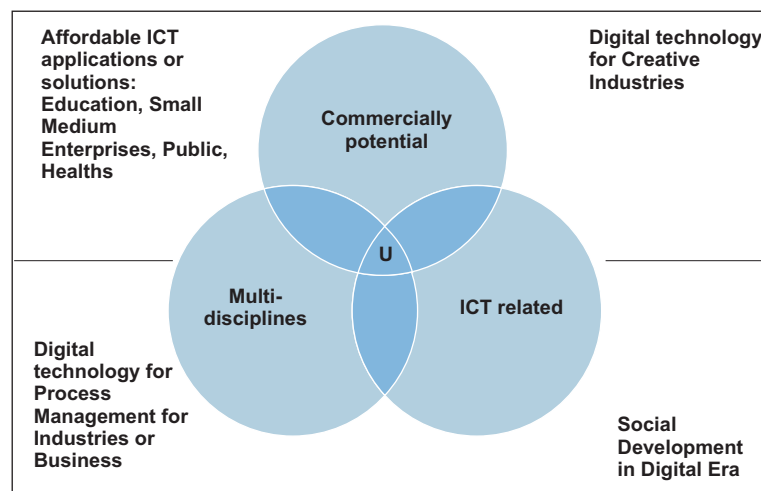 Affordable ICT
applications or
solutions:
Education, Small
Medium
Enterprises, Public,
Healths
Digital technology
for Creative
Industries
Commercially
potential
U
Multi-
disciplines
ICT related
Digital
technology for
Process
Management for
Industries or
Business
Social
Development
in Digital Era